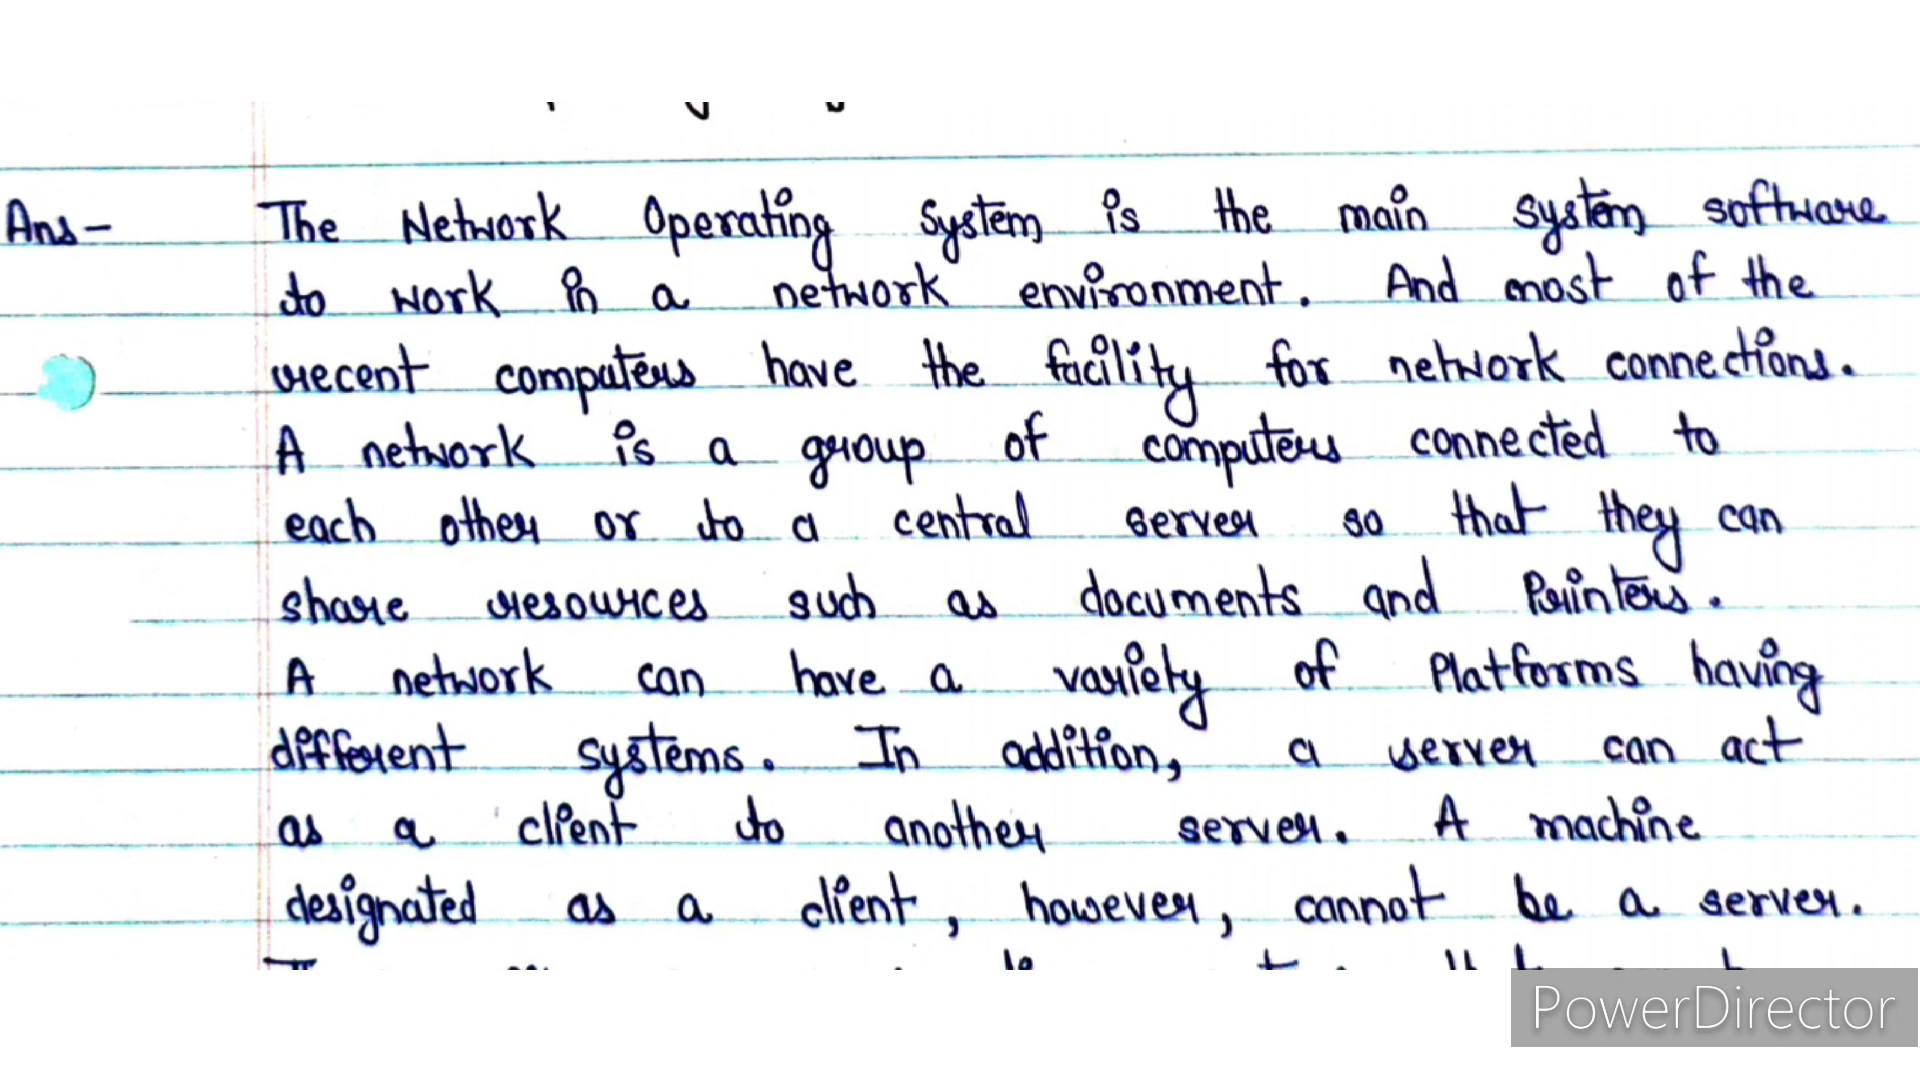 Ans- The Network Operating System is the main system software
to work in a network environment. And most of the
recent computers have the facility for network connections.
A network is a group of computers connected to
each other or to a central server so that they can
share resources such as documents and Printers.
A network can have a variety of Platforms having
different systems. In addition, a server can act
as a client to another server. A machine
designated as a client, however, cannot be a server.
PowerDirector